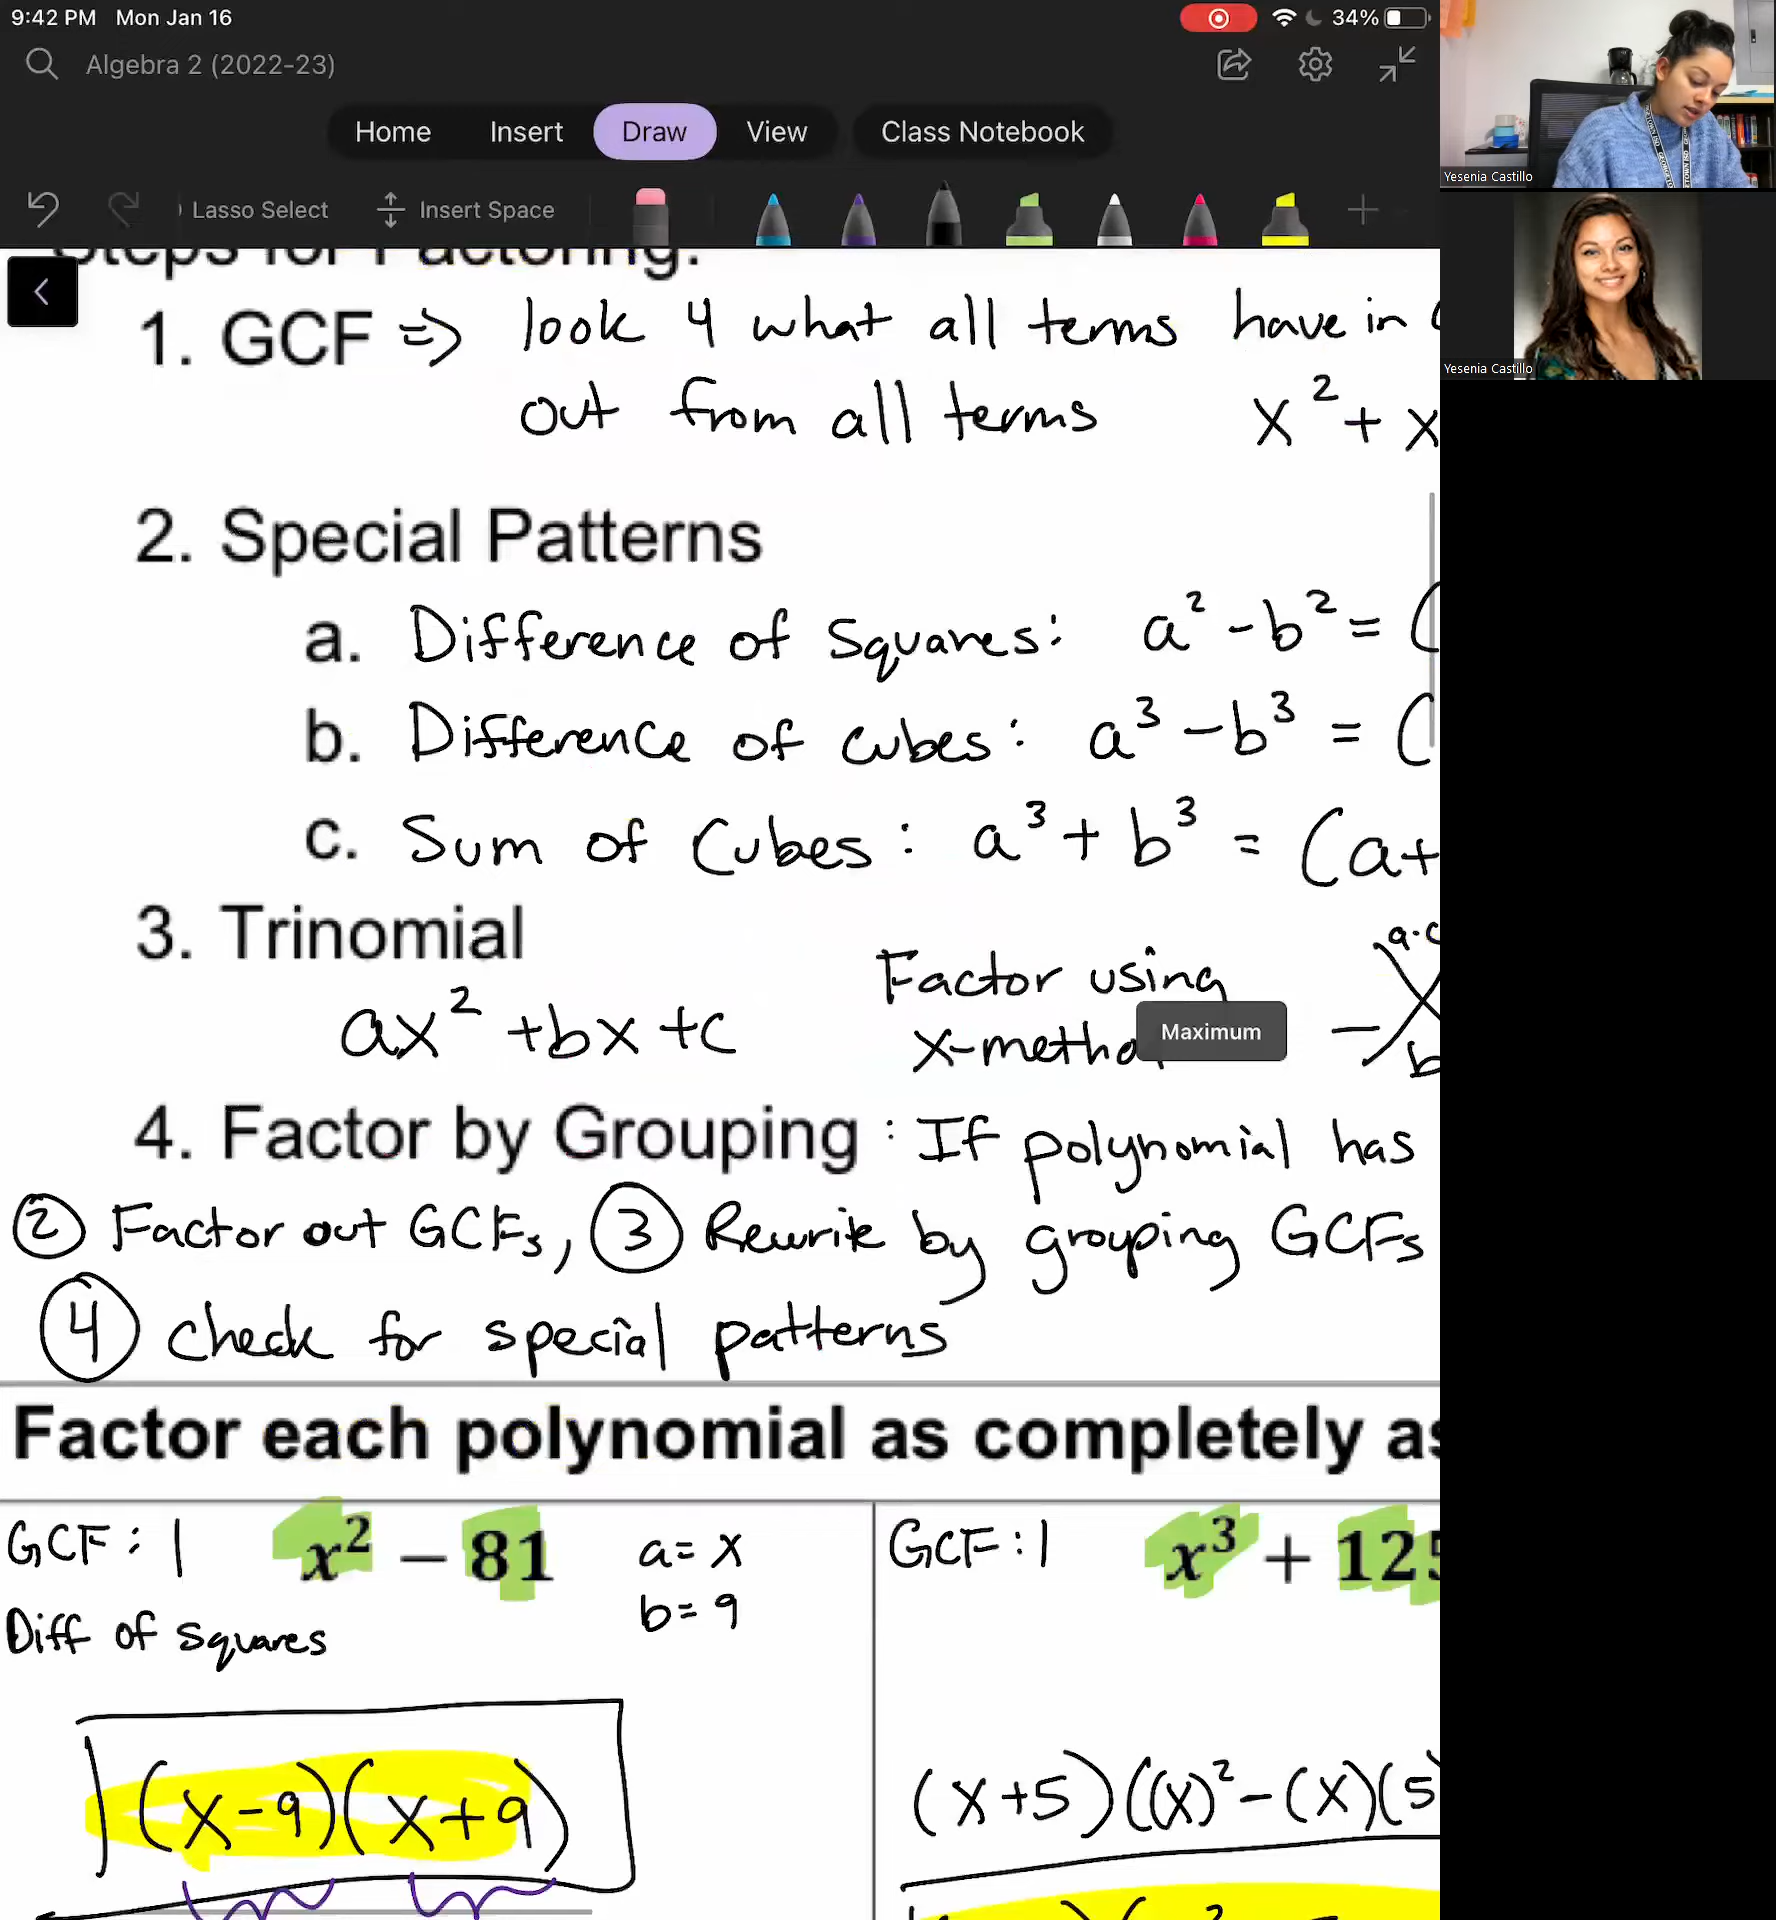 9:42 PM Mon Jan 16
34%
Algebra 2 (2022-23)
Home Insert Draw View Class Notebook
Lasso Select Insert Space
Yesenia Castillo
Yesenia Castillo
Steps for Factoring:
1. GCF => look 4 what all terms have in
out from all terms x² + x
2. Special Patterns
a. Difference of Squares: a² - b² = (
b. Difference of cubes: a³ - b³ = (
c. Sum of Cubes: a³ + b³ = (a+
3. Trinomial
ax² + bx + c
Factor using
x-metho
Maximum
a·c
b
4. Factor by Grouping : If polynomial has
② Factor out GCFs, ③ Rewrite by grouping GCFs
④ check for special patterns
Factor each polynomial as completely as
GCF: 1 x² − 81 a = x
b = 9
Diff of squares
(x-9)(x+9)
GCF: 1 x³ + 125
(x+5)((x)² - (x)(5)